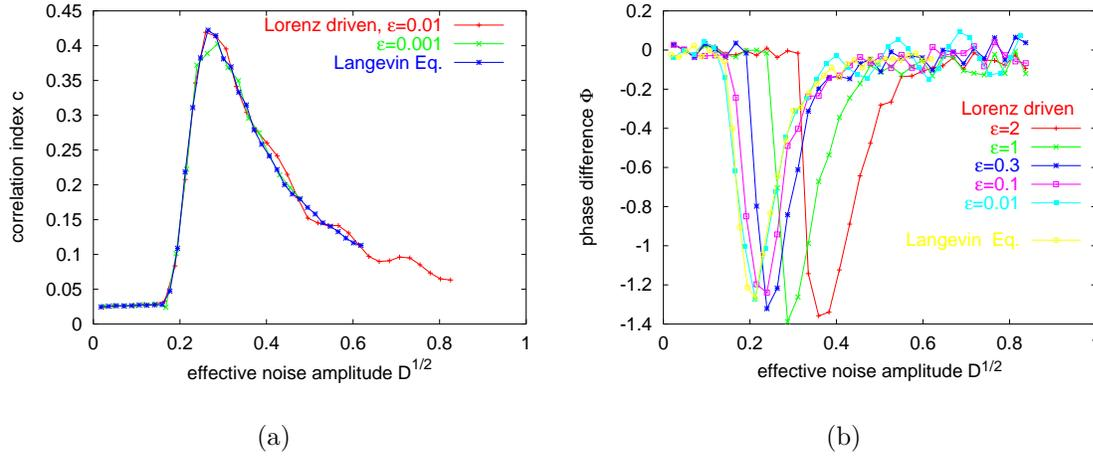 0.45
0.4
0.35
0.3
0.25
0.2
0.15
0.1
0.05
0
0
0.2
0.4
0.6
0.8
1
correlation index c
effective noise amplitude D^1/2
Lorenz driven, ε=0.01
ε=0.001
Langevin Eq.
(a)
0.2
0
-0.2
-0.4
-0.6
-0.8
-1
-1.2
-1.4
0
0.2
0.4
0.6
0.8
1
phase difference Φ
effective noise amplitude D^1/2
Lorenz driven
ε=2
ε=1
ε=0.3
ε=0.1
ε=0.01
Langevin Eq.
(b)